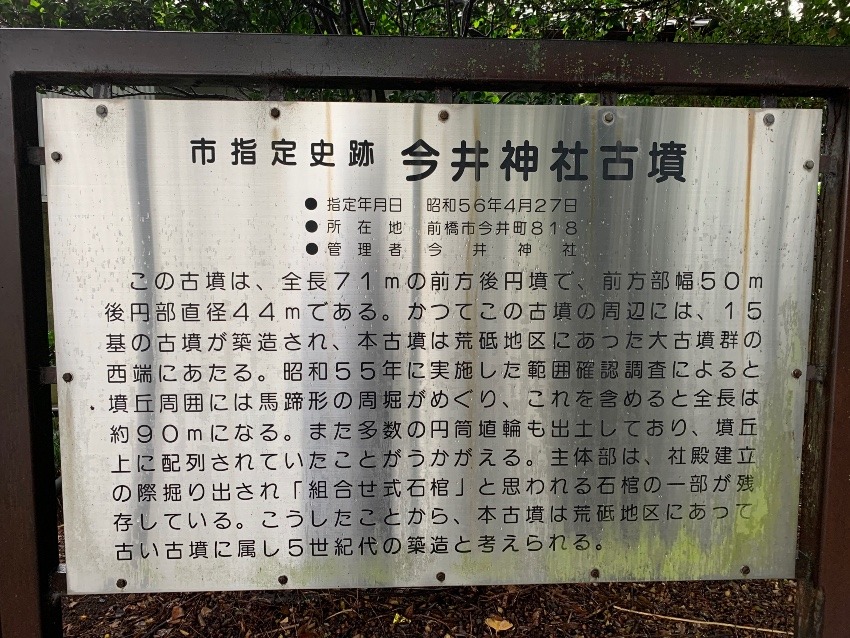 市指定史跡 今井神社古墳
● 指定年月日 昭和56年4月27日
● 所在地 前橋市今井町818
● 管理者 今井神社
この古墳は、全長71mの前方後円墳で、前方部幅50m
後円部直径44mである。かつてこの古墳の周辺には、15
基の古墳が築造され、本古墳は荒砥地区にあった大古墳群の
西端にあたる。昭和55年に実施した範囲確認調査によると
墳丘周囲には馬蹄形の周堀がめぐり、これを含めると全長は
約90mになる。また多数の円筒埴輪も出土しており、墳丘
上に配列されていたことがうかがえる。主体部は、社殿建立
の際掘り出され「組合せ式石棺」と思われる石棺の一部が残
存している。こうしたことから、本古墳は荒砥地区にあって
古い古墳に属し5世紀代の築造と考えられる。